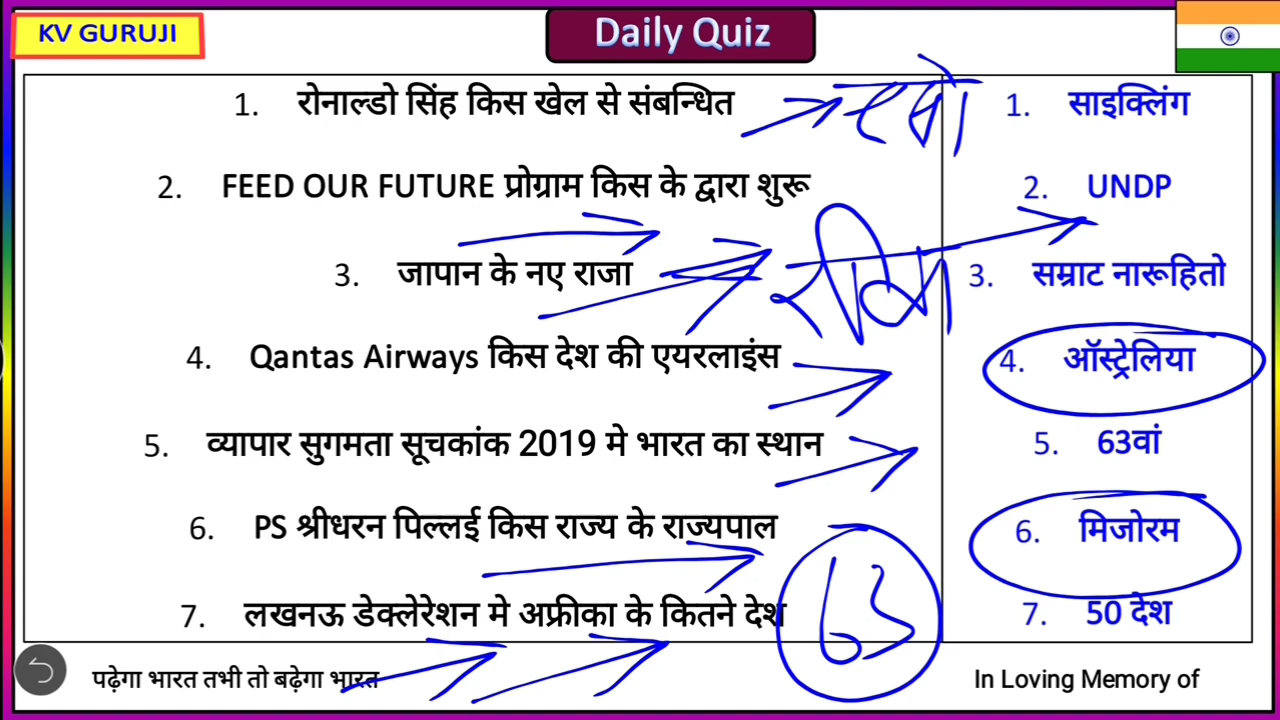 KV GURUJI
Daily Quiz
1. रोनाल्डो सिंह किस खेल से संबन्धित
1. साइक्लिंग
2. FEED OUR FUTURE प्रोग्राम किस के द्वारा शुरू
2. UNDP
3. जापान के नए राजा
3. सम्राट नारूहितो
4. Qantas Airways किस देश की एयरलाइंस
4. ऑस्ट्रेलिया
5. व्यापार सुगमता सूचकांक 2019 मे भारत का स्थान
5. 63वां
6. PS श्रीधरन पिल्लई किस राज्य के राज्यपाल
6. मिजोरम
7. लखनऊ डेक्लेरेशन मे अफ्रीका के कितने देश
63
7. 50 देश
पढ़ेगा भारत तभी तो बढ़ेगा भारत
In Loving Memory of